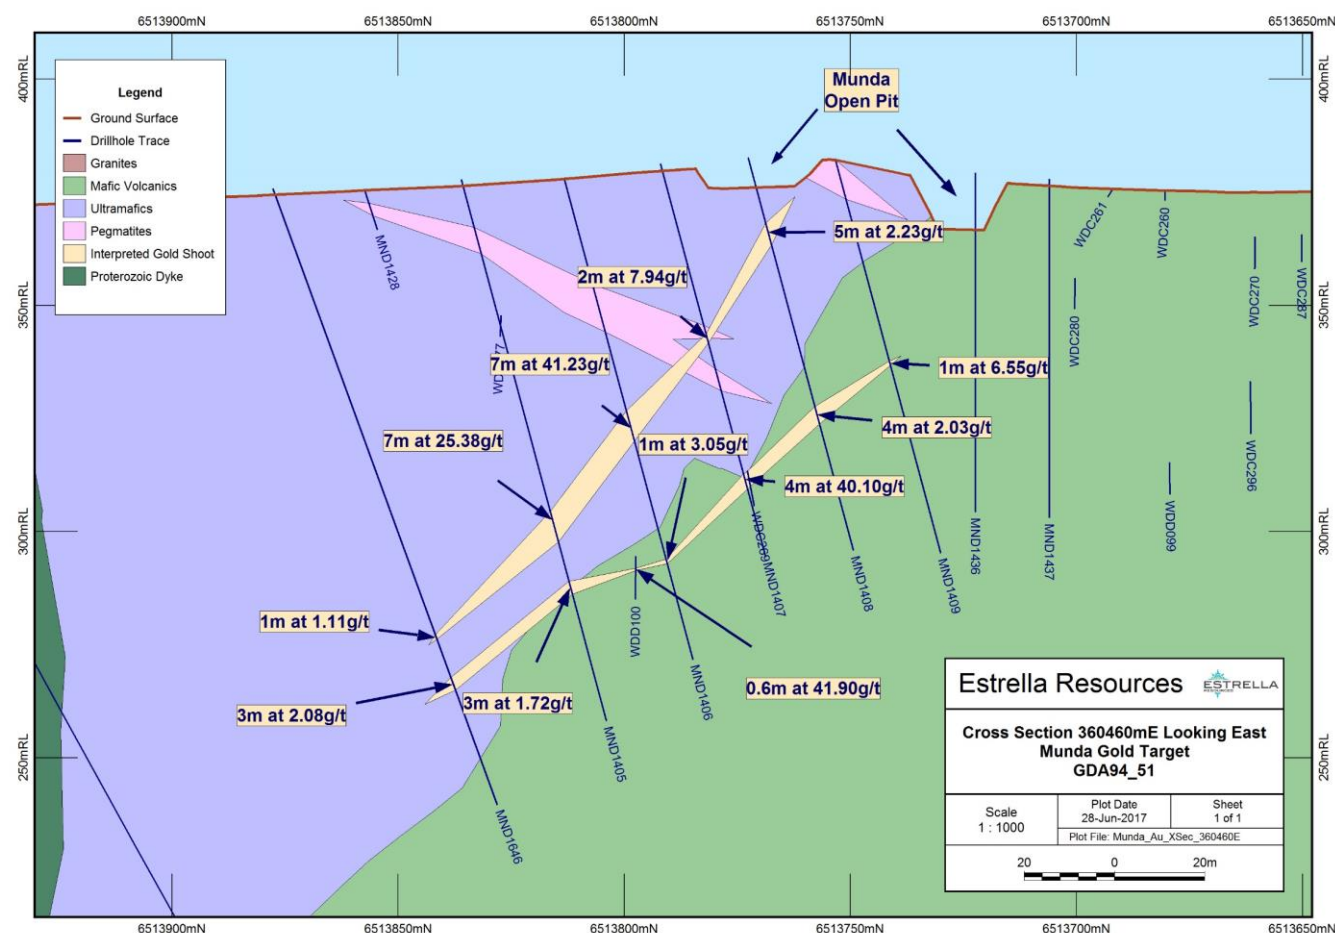 6513900mN
6513850mN
6513800mN
6513750mN
6513700mN
6513650mN
400mRL
400mRL
Legend
Ground Surface
Drillhole Trace
Granites
Mafic Volcanics
Ultramafics
Pegmatites
Interpreted Gold Shoot
Proterozoic Dyke
Munda
Open Pit
MND1428
WDC261
WDC260
WDC270
WDC287
WDC280
5m at 2.23g/t
2m at 7.94g/t
350mRL
350mRL
7m at 41.23g/t
1m at 6.55g/t
7m at 25.38g/t
1m at 3.05g/t
4m at 2.03g/t
4m at 40.10g/t
WDC296
WDD099
300mRL
300mRL
WDC269
MND1407
MND1408
MND1409
MND1436
MND1437
1m at 1.11g/t
WDD100
3m at 2.08g/t
3m at 1.72g/t
0.6m at 41.90g/t
MND1406
MND1405
MND1646
250mRL
250mRL
Estrella Resources
ESTRELLA
RESOURCES
Cross Section 360460mE Looking East
Munda Gold Target
GDA94_51
Scale
1 : 1000
Plot Date
28-Jun-2017
Sheet
1 of 1
Plot File: Munda_Au_XSec_360460E
20 0 20m
6513900mN
6513850mN
6513800mN
6513750mN
6513700mN
6513650mN